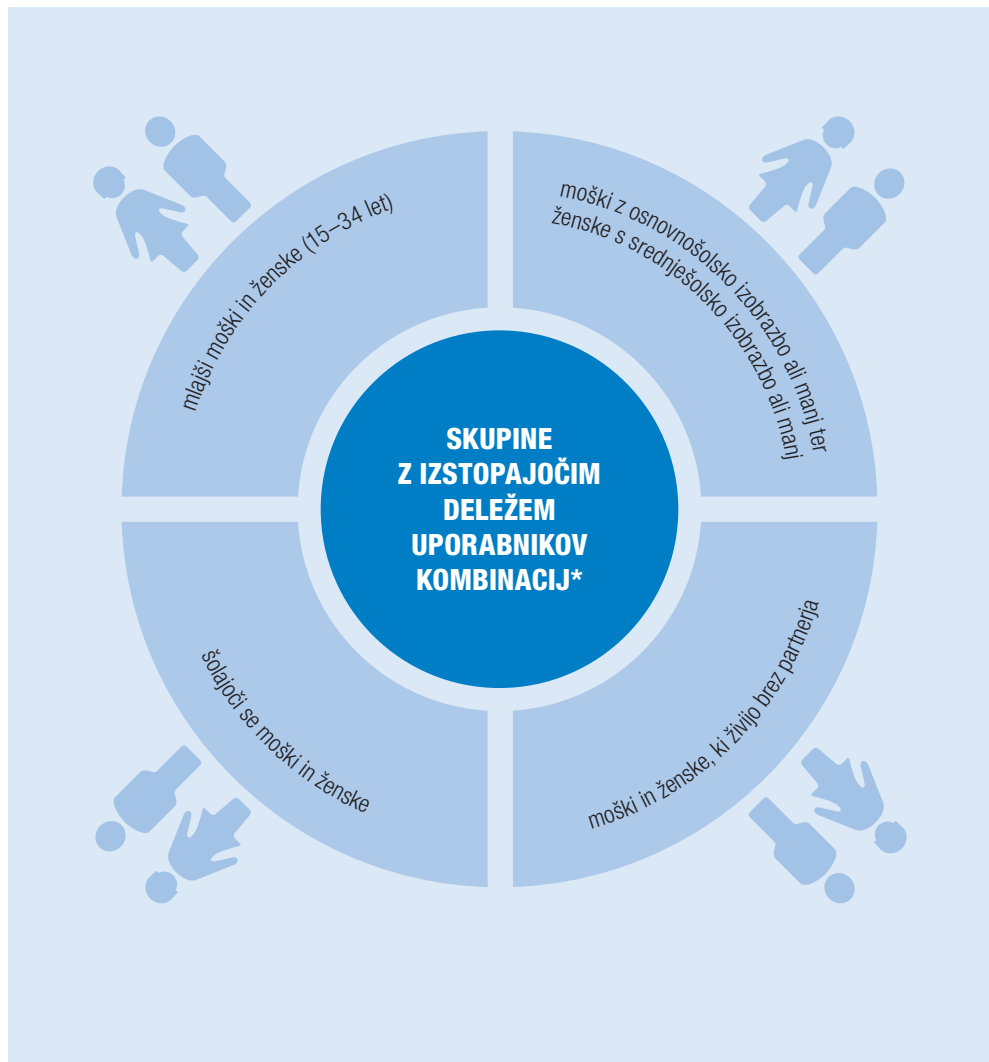 mlajši moški in ženske (15–34 let)
moški z osnovnošolsko izobrazbo ali manj ter
ženske s srednješolsko izobrazbo ali manj
SKUPINE
Z IZSTOPAJOČIM
DELEŽEM
UPORABNIKOV
KOMBINACIJ*
šolajoči se moški in ženske
moški in ženske, ki živijo brez partnerja